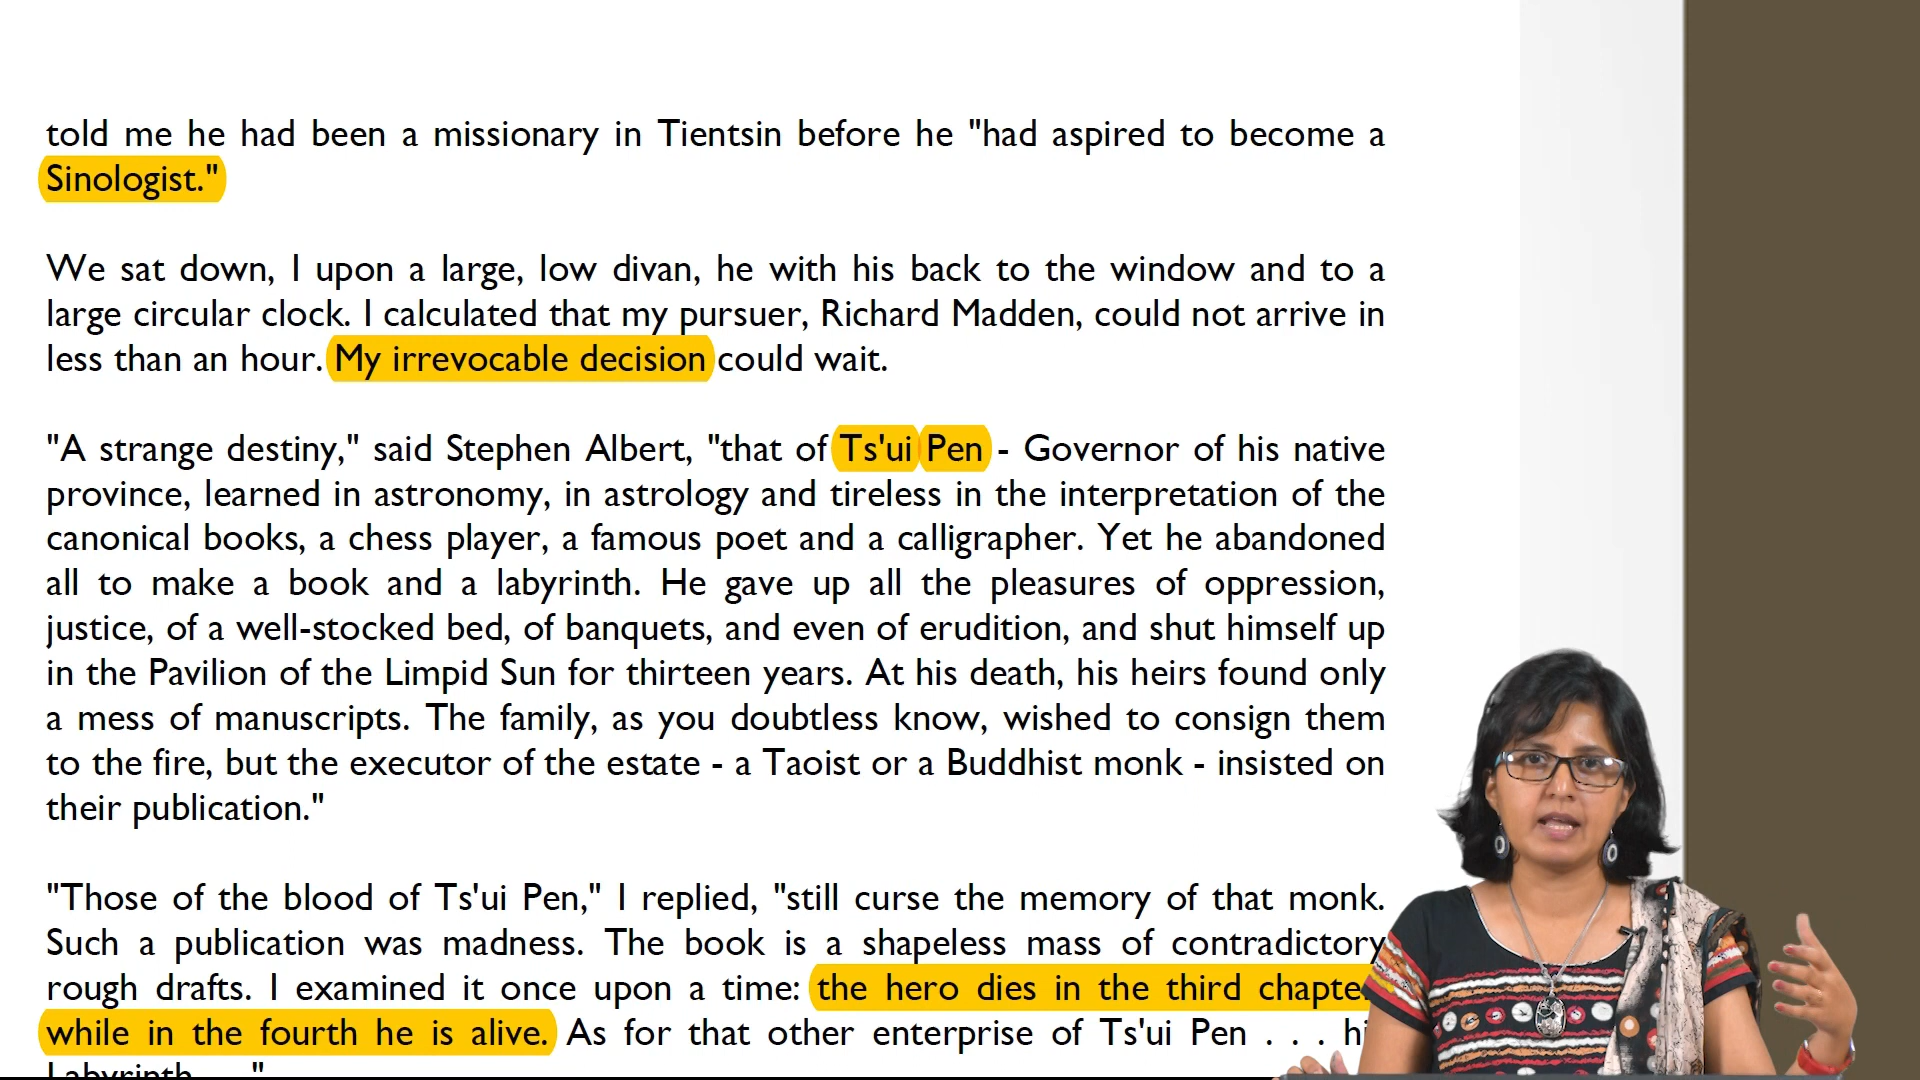 told me he had been a missionary in Tientsin before he "had aspired to become a
Sinologist."
We sat down, I upon a large, low divan, he with his back to the window and to a
large circular clock. I calculated that my pursuer, Richard Madden, could not arrive in
less than an hour. My irrevocable decision could wait.
"A strange destiny," said Stephen Albert, "that of Ts'ui Pen - Governor of his native
province, learned in astronomy, in astrology and tireless in the interpretation of the
canonical books, a chess player, a famous poet and a calligrapher. Yet he abandoned
all to make a book and a labyrinth. He gave up all the pleasures of oppression,
justice, of a well-stocked bed, of banquets, and even of erudition, and shut himself up
in the Pavilion of the Limpid Sun for thirteen years. At his death, his heirs found only
a mess of manuscripts. The family, as you doubtless know, wished to consign them
to the fire, but the executor of the estate - a Taoist or a Buddhist monk - insisted on
their publication."
"Those of the blood of Ts'ui Pen," I replied, "still curse the memory of that monk.
Such a publication was madness. The book is a shapeless mass of contradictory
rough drafts. I examined it once upon a time: the hero dies in the third chapter
while in the fourth he is alive. As for that other enterprise of Ts'ui Pen . . .